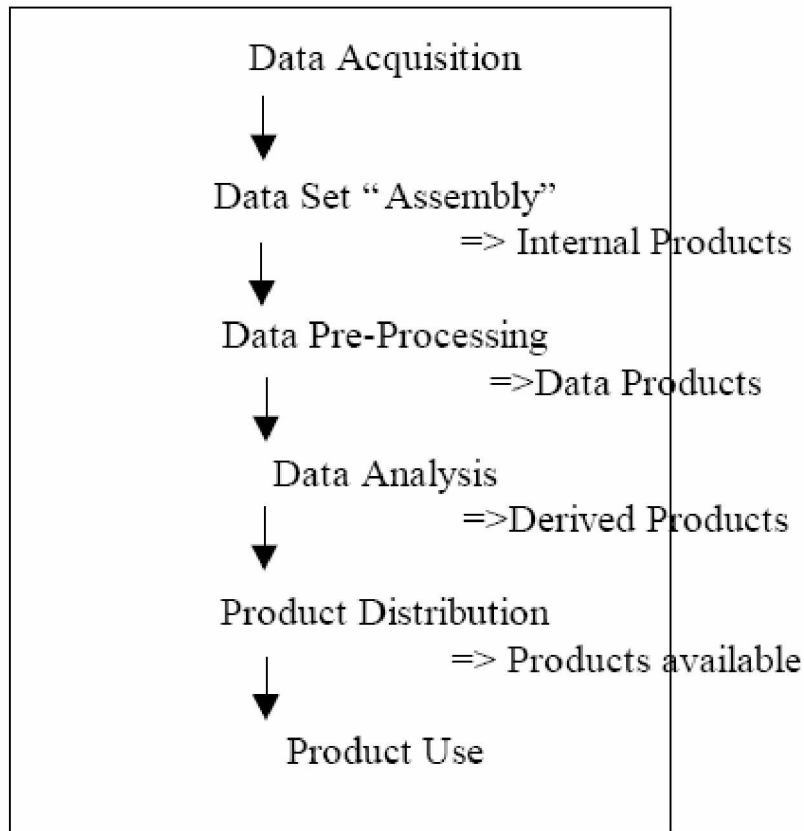 Data Acquisition
Data Set “Assembly”
=> Internal Products
Data Pre-Processing
=>Data Products
Data Analysis
=>Derived Products
Product Distribution
=> Products available
Product Use